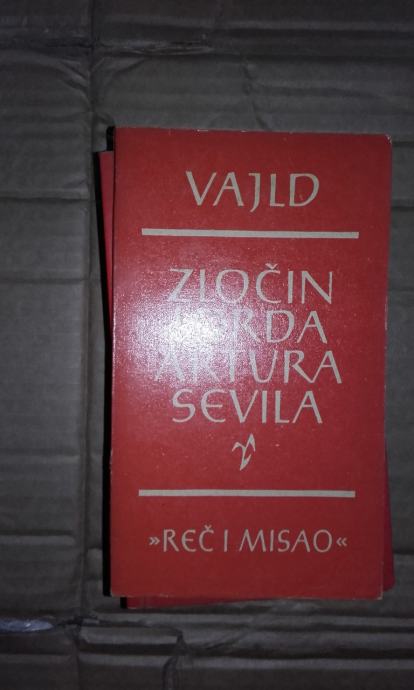 VAJLD
ZLOČIN
LORDA
ARTURA
SEVILA
»REČ I MISAO«